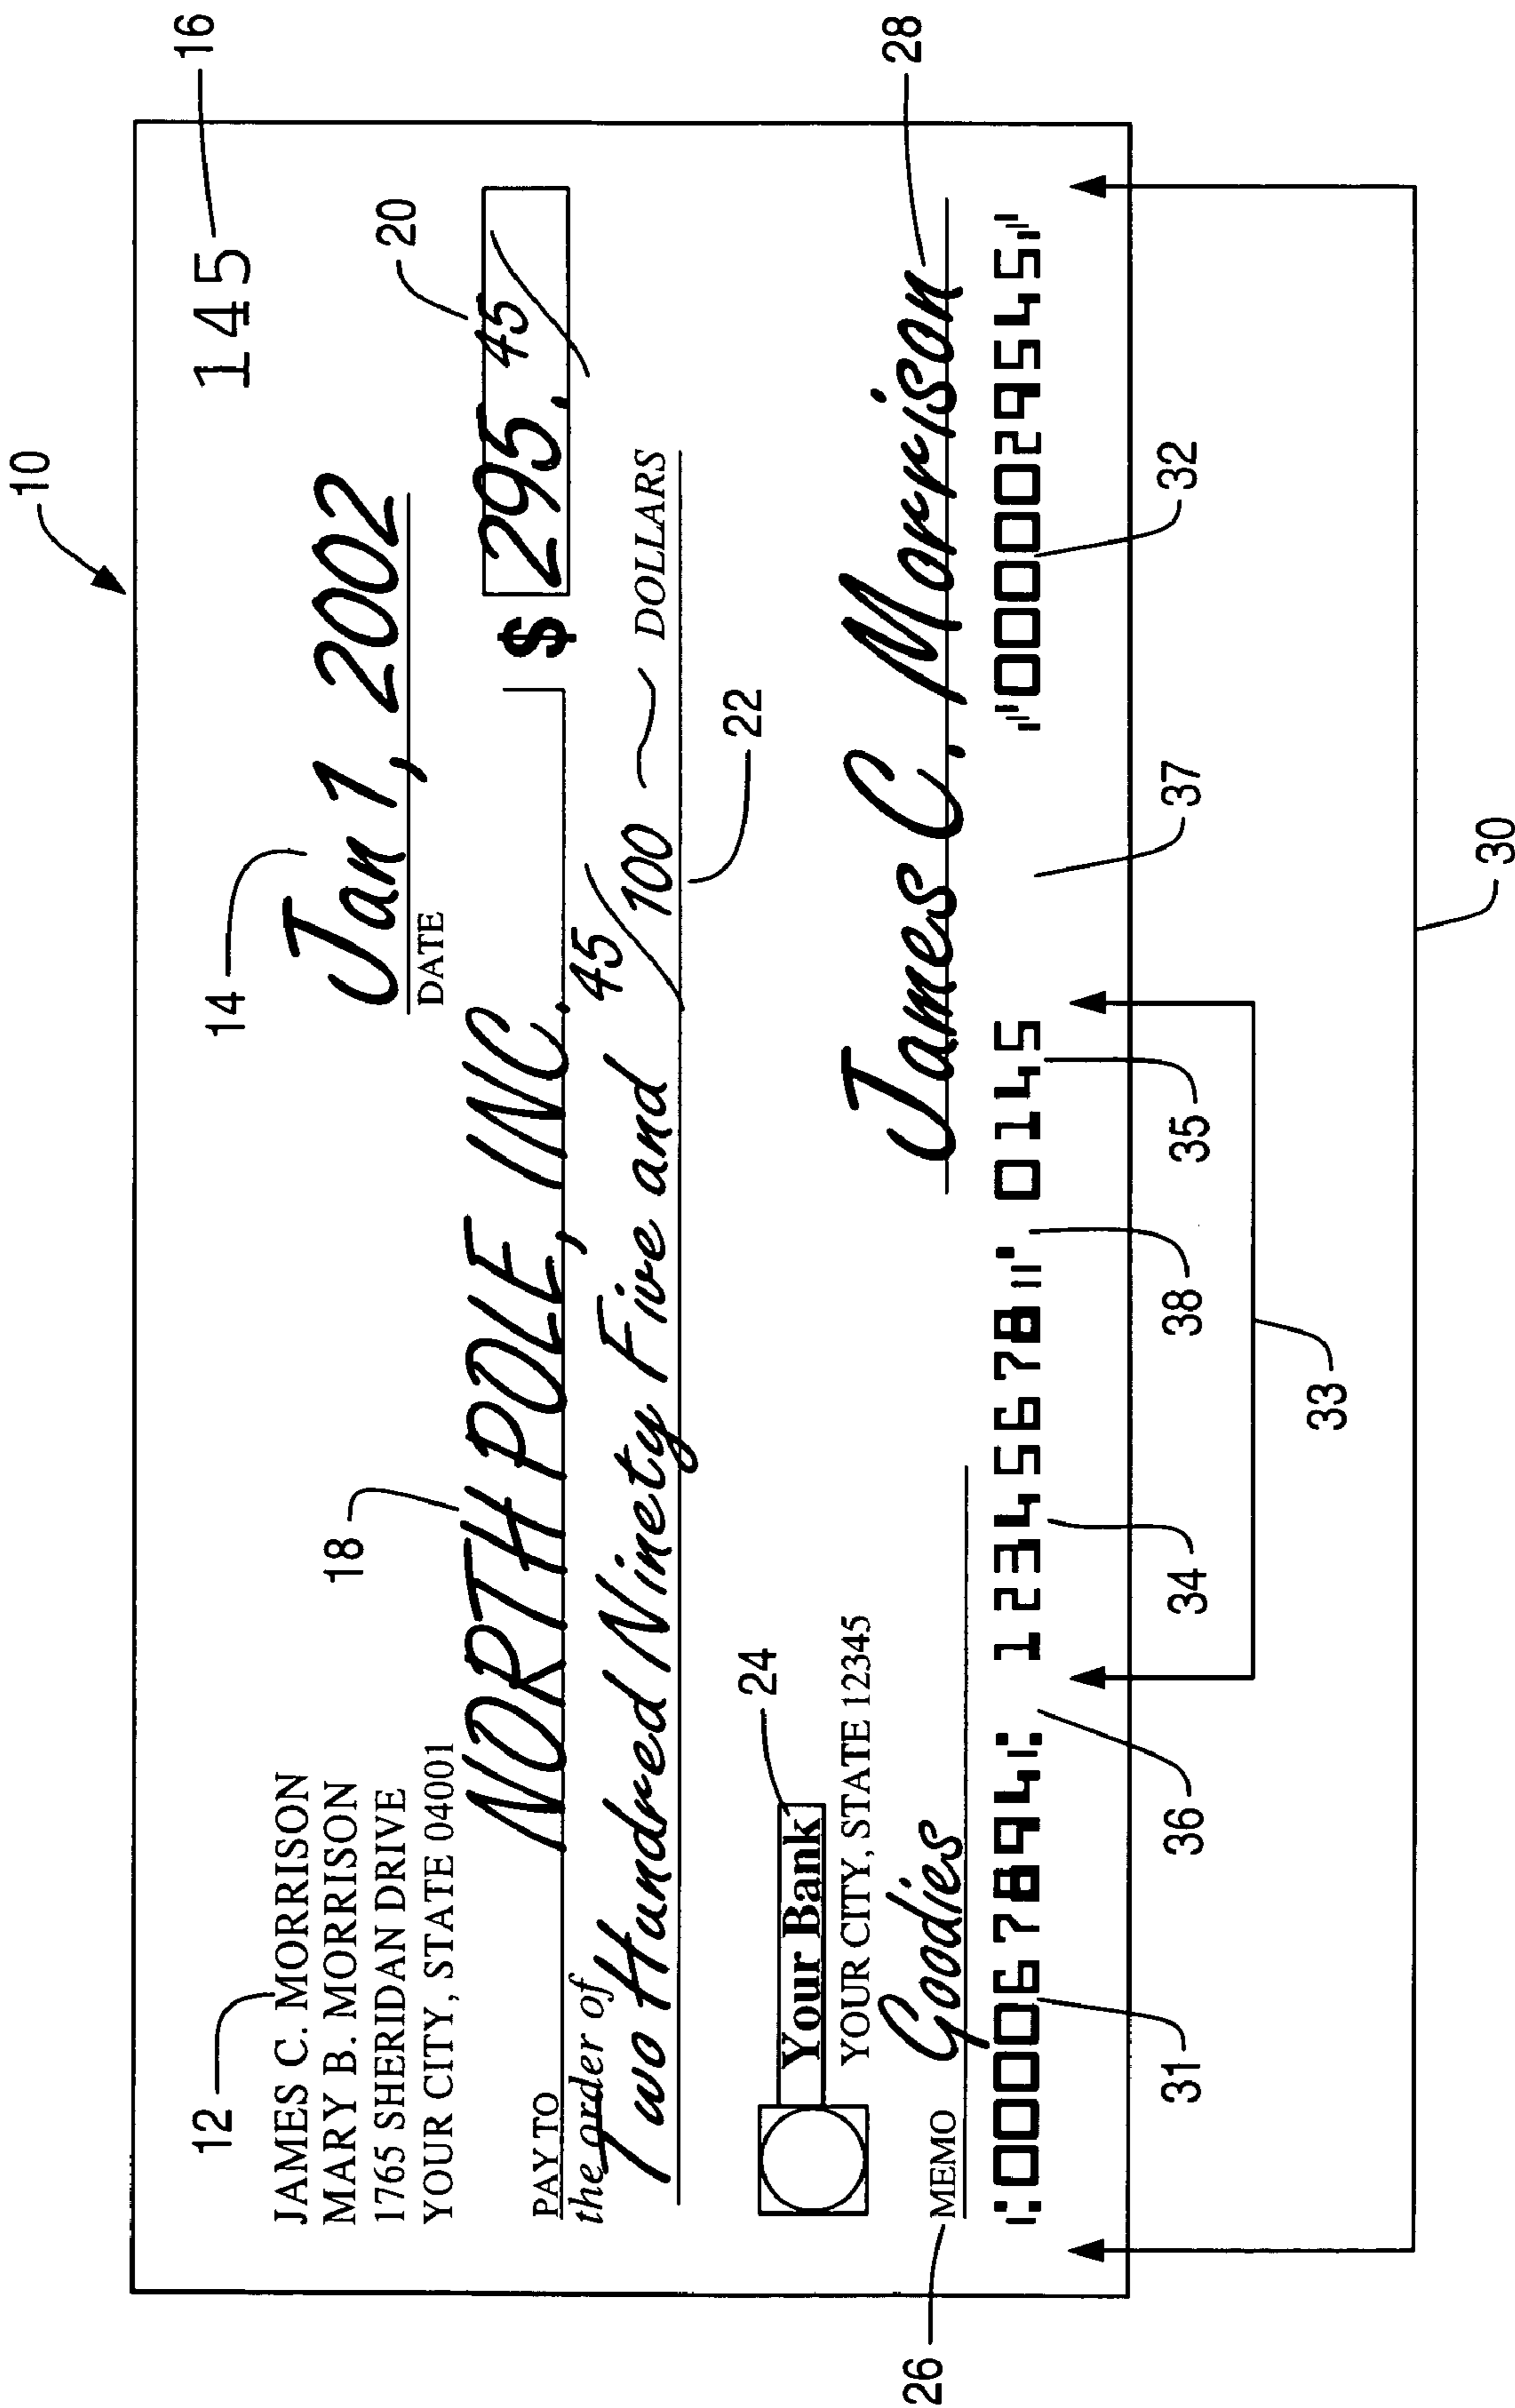 10
16
145
12
JAMES C. MORRISON
MARY B. MORRISON
1765 SHERIDAN DRIVE
YOUR CITY, STATE 04001
14
Jan 1, 2002
DATE
18
20
PAY TO
the order of
NORTH POLE, INC.
$ 295.45
Two Hundred Ninety Five and 45/100 ~ DOLLARS
22
24
Your Bank
YOUR CITY, STATE 12345
26
MEMO Goodies
James C. Morrison
28
⑆000067894⑆ 12345678⑈ 0145 ⑈0000029545⑈
31
36
34
38
35
37
32
33
30